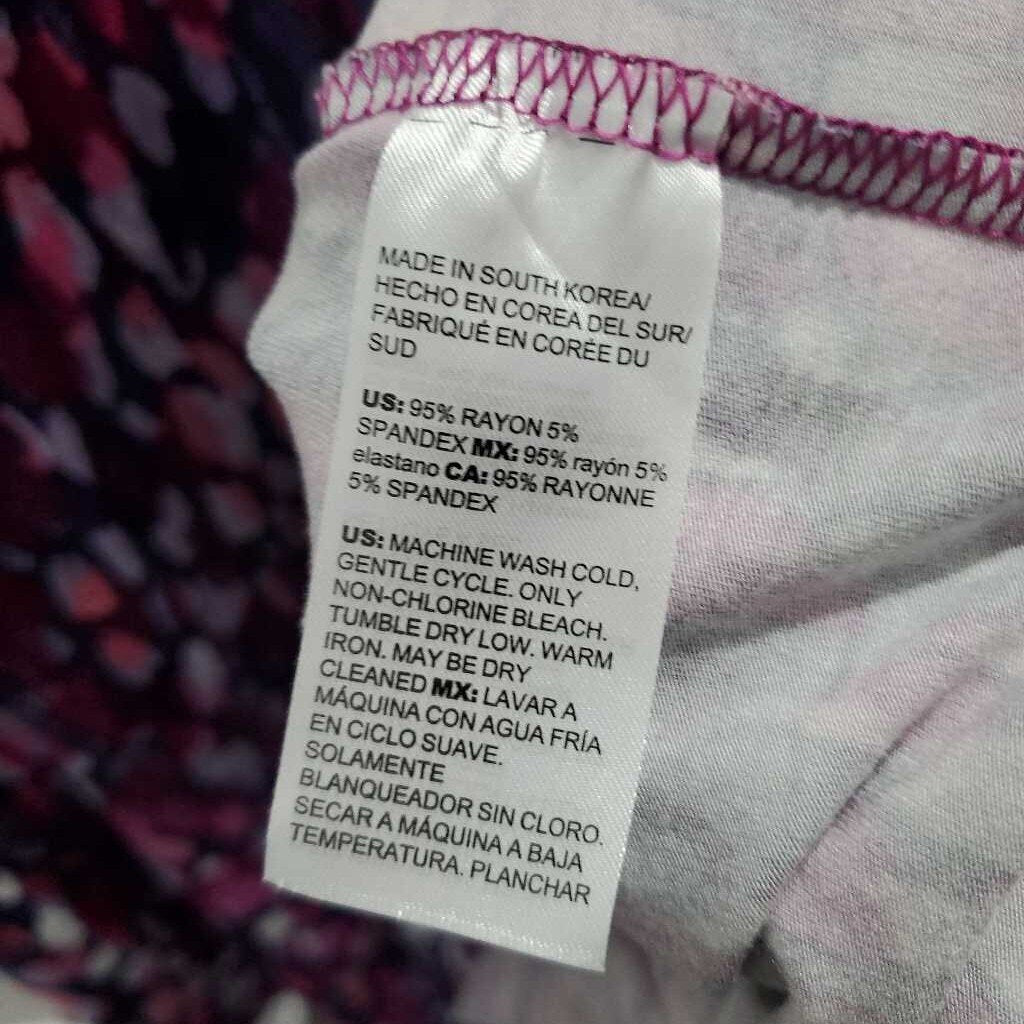 MADE IN SOUTH KOREA/
HECHO EN COREA DEL SUR/
FABRIQUÉ EN CORÉE DU
SUD
US: 95% RAYON 5%
SPANDEX MX: 95% rayón 5%
elastano CA: 95% RAYONNE
5% SPANDEX
US: MACHINE WASH COLD,
GENTLE CYCLE. ONLY
NON-CHLORINE BLEACH.
TUMBLE DRY LOW. WARM
IRON. MAY BE DRY
CLEANED MX: LAVAR A
MÁQUINA CON AGUA FRÍA
EN CICLO SUAVE.
SOLAMENTE
BLANQUEADOR SIN CLORO.
SECAR A MÁQUINA A BAJA
TEMPERATURA. PLANCHAR